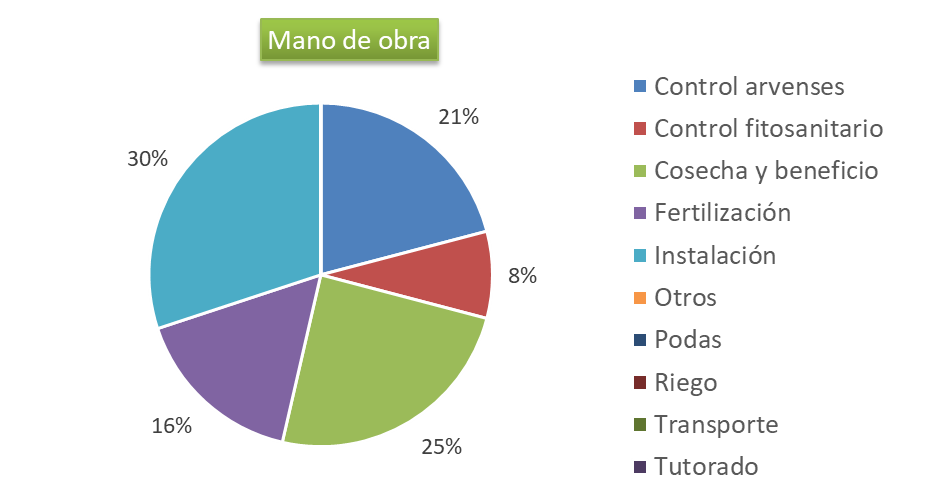 Mano de obra
21%
8%
25%
16%
30%
Control arvenses
Control fitosanitario
Cosecha y beneficio
Fertilización
Instalación
Otros
Podas
Riego
Transporte
Tutorado